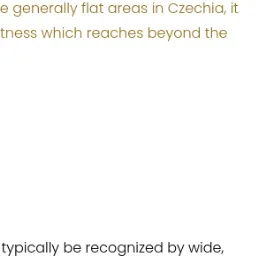 e generally flat areas in Czechia, it
tness which reaches beyond the
typically be recognized by wide,